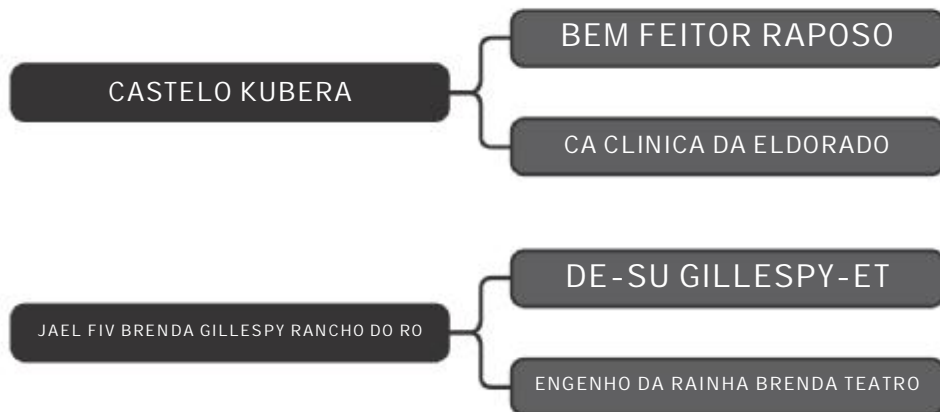 BEM FEITOR RAPOSO
CASTELO KUBERA
CA CLINICA DA ELDORADO
DE-SU GILLESPY-ET
JAEL FIV BRENDA GILLESPY RANCHO DO RO
ENGENHO DA RAINHA BRENDA TEATRO